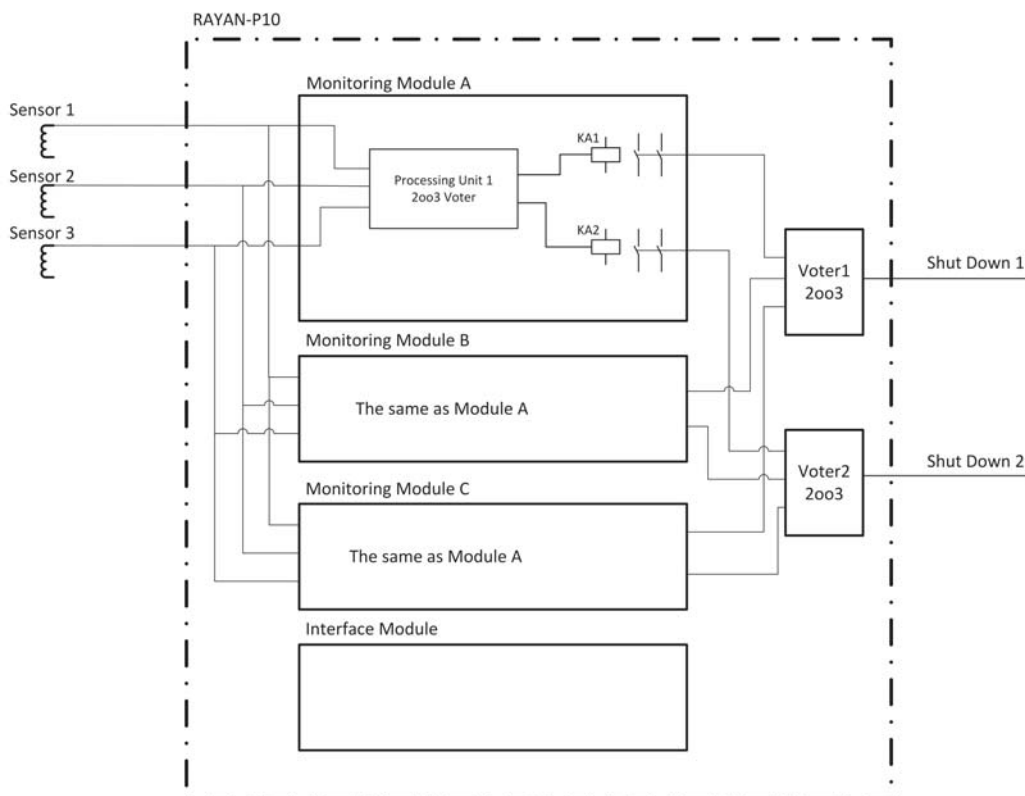 RAYAN-P10
Monitoring Module A
Sensor 1
KA1
Processing Unit 1
2oo3 Voter
Sensor 2
Sensor 3
KA2
Voter1
2oo3
Shut Down 1
Monitoring Module B
The same as Module A
Voter2
2oo3
Shut Down 2
Monitoring Module C
The same as Module A
Interface Module